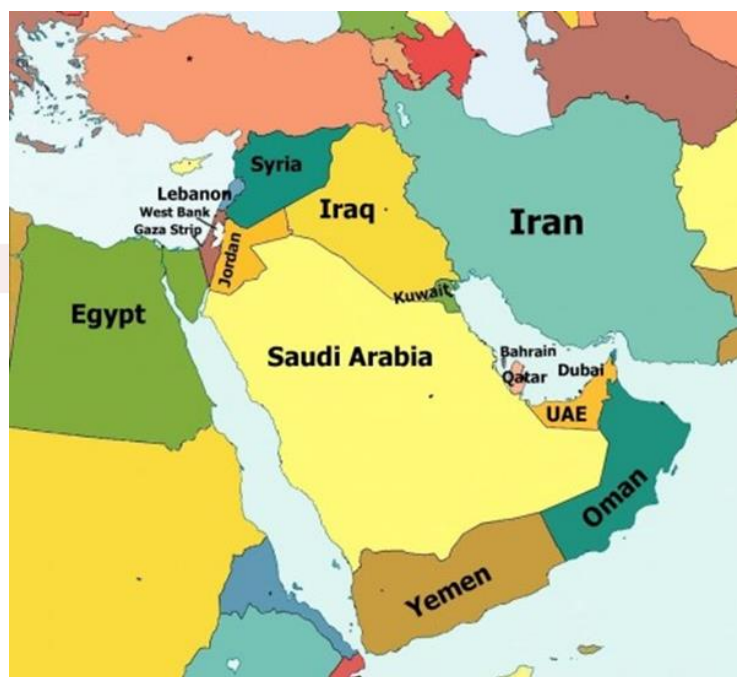 Syria
Lebanon
West Bank
Gaza Strip
Jordan
Iraq
Iran
Egypt
Kuwait
Saudi Arabia
Bahrain
Qatar
Dubai
UAE
Oman
Yemen